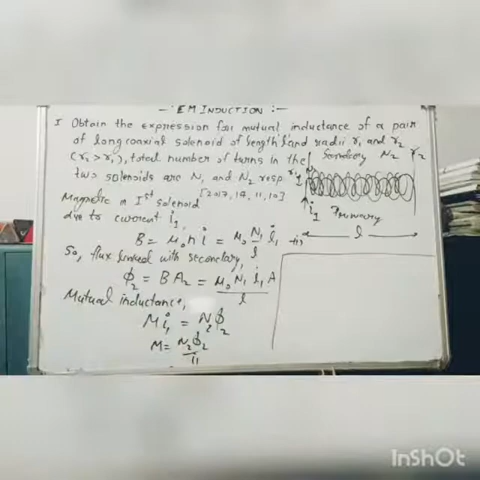 - EM INDUCTION :-
I Obtain the expression for mutual inductance of a pair
of long coaxial solenoid of length l and radii r₁ and r₂
total number of turns in the
two solenoids are N₁ and N₂ resp.
[2017, 14, 11, 10]
Secondary N₂ r₂
r₁ N₁
i₁
l
Magnetic in Iˢᵗ solenoid
due to current i₁
B = μ₀ n i = μ₀ N₁/l i₁
So, flux linked with secondary,
ϕ₂ = B A₂ = μ₀ N₁ i₁ A / l
Mutual inductance,
M i₁ = N₂ ϕ₂
M = N₂ ϕ₂ / i₁
InShOt